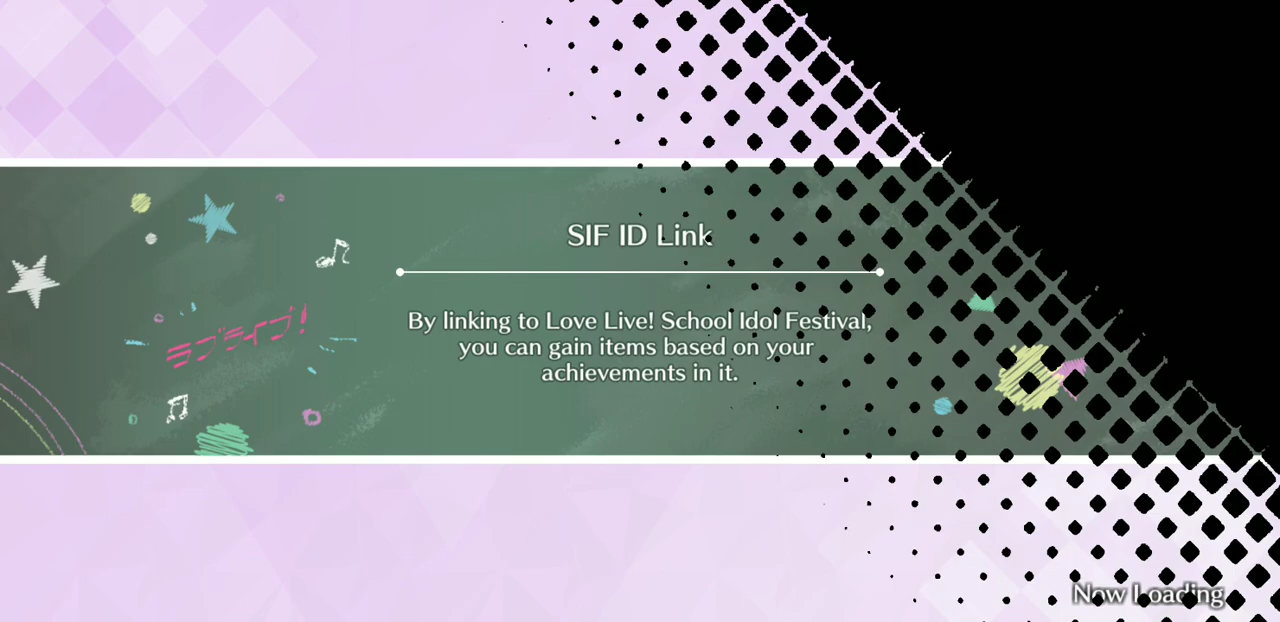 SIF ID Link
ラブライブ!
By linking to Love Live! School Idol Festival,
you can gain items based on your
achievements in it.
Now Loading